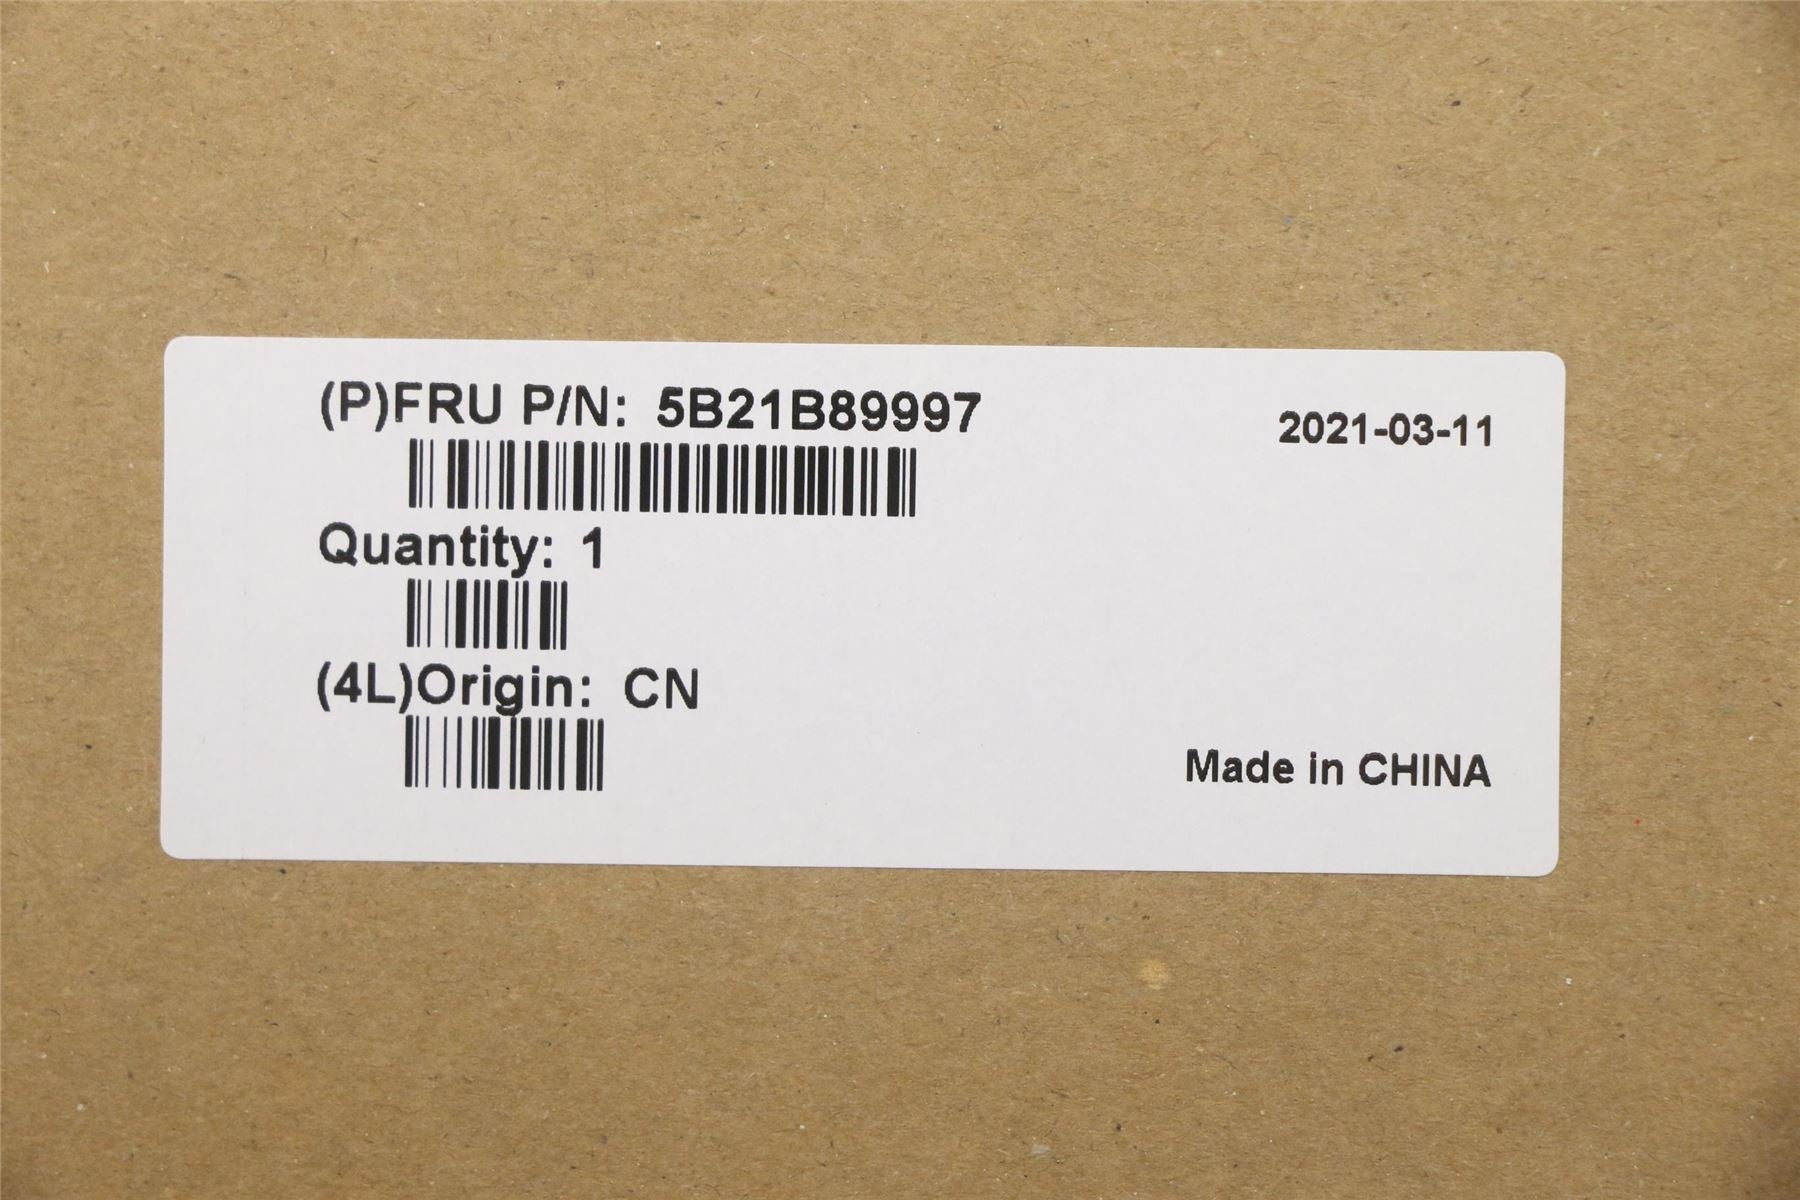 (P)FRU P/N: 5B21B89997
2021-03-11
Quantity: 1
(4L)Origin: CN
Made in CHINA